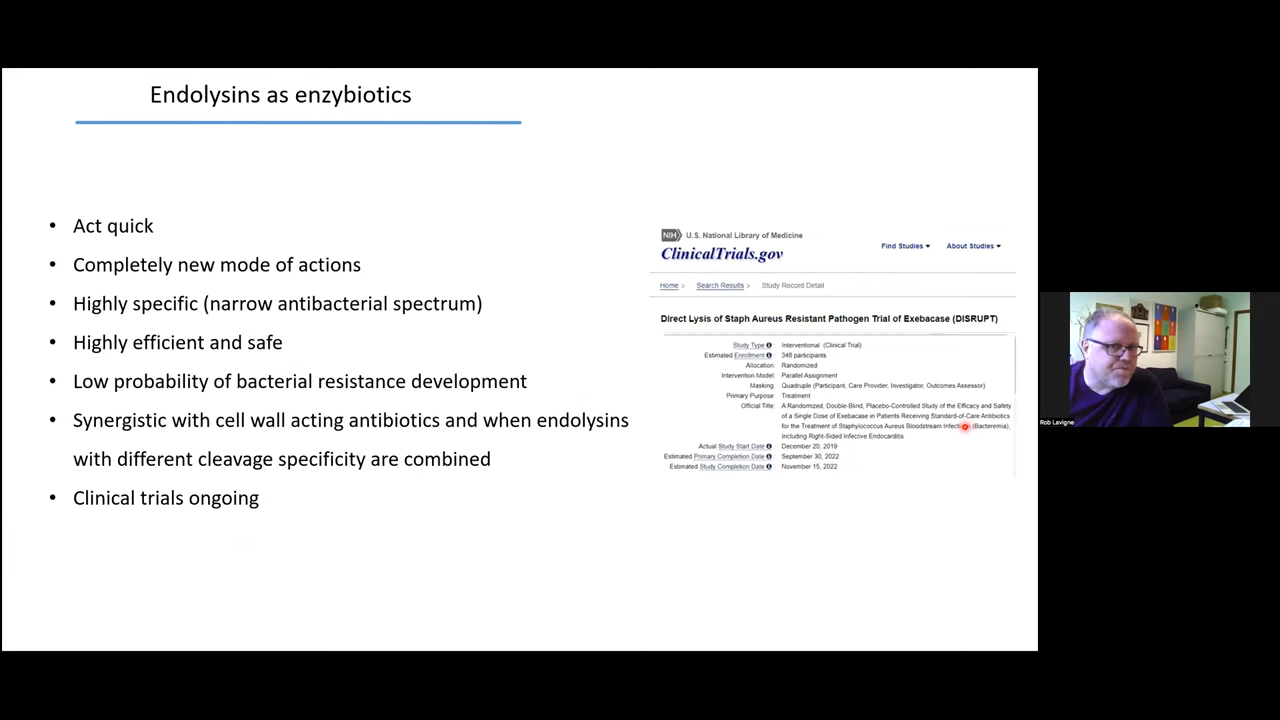 Endolysins as enzybiotics
• Act quick
• Completely new mode of actions
• Highly specific (narrow antibacterial spectrum)
• Highly efficient and safe
• Low probability of bacterial resistance development
• Synergistic with cell wall acting antibiotics and when endolysins
with different cleavage specificity are combined
• Clinical trials ongoing
NIH U.S. National Library of Medicine
ClinicalTrials.gov
Find Studies About Studies
Home > Search Results > Study Record Detail
Direct Lysis of Staph Aureus Resistant Pathogen Trial of Exebacase (DISRUPT)
Study Type Interventional (Clinical Trial)
Estimated Enrollment 348 participants
Allocation: Randomized
Intervention Model: Parallel Assignment
Masking: Quadruple (Participant, Care Provider, Investigator, Outcomes Assessor)
Primary Purpose: Treatment
Official Title: A Randomized, Double-Blind, Placebo-Controlled Study of the Efficacy and Safety
of a Single Dose of Exebacase in Patients Receiving Standard-of-Care Antibiotics
for the Treatment of Staphylococcus Aureus Bloodstream Infections (Bacteremia),
Including Right-Sided Infective Endocarditis
Actual Study Start Date December 20, 2019
Estimated Primary Completion Date September 30, 2022
Estimated Study Completion Date November 15, 2022
Rob Lavigne